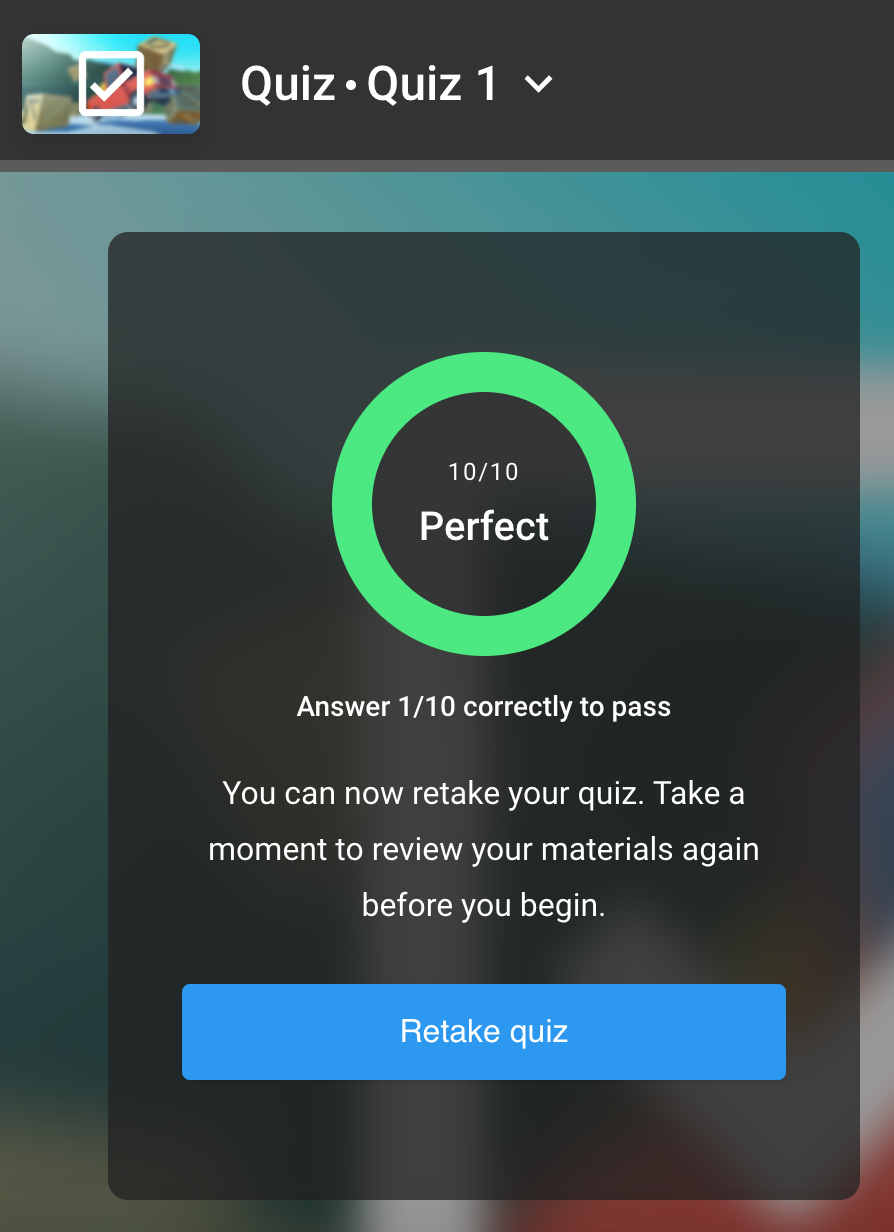 Quiz • Quiz 1
10/10
Perfect
Answer 1/10 correctly to pass
You can now retake your quiz. Take a
moment to review your materials again
before you begin.
Retake quiz